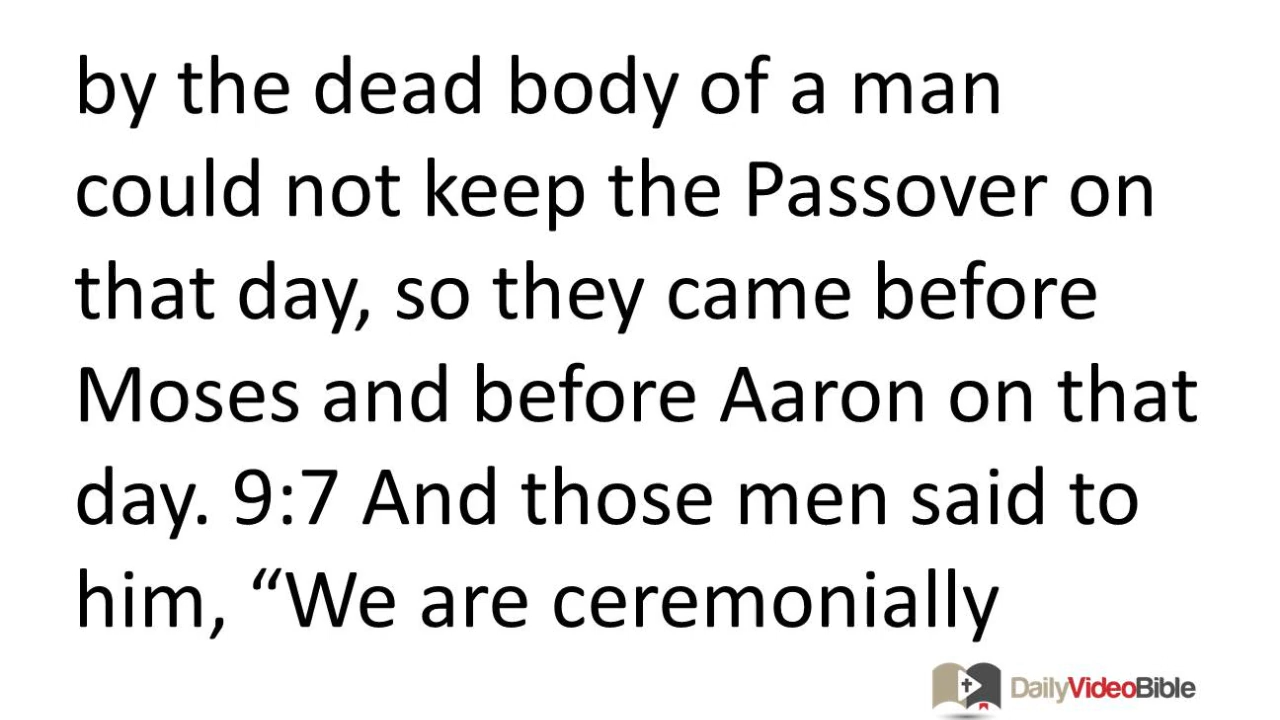 by the dead body of a man
could not keep the Passover on
that day, so they came before
Moses and before Aaron on that
day. 9:7 And those men said to
him, “We are ceremonially
DailyVideoBible